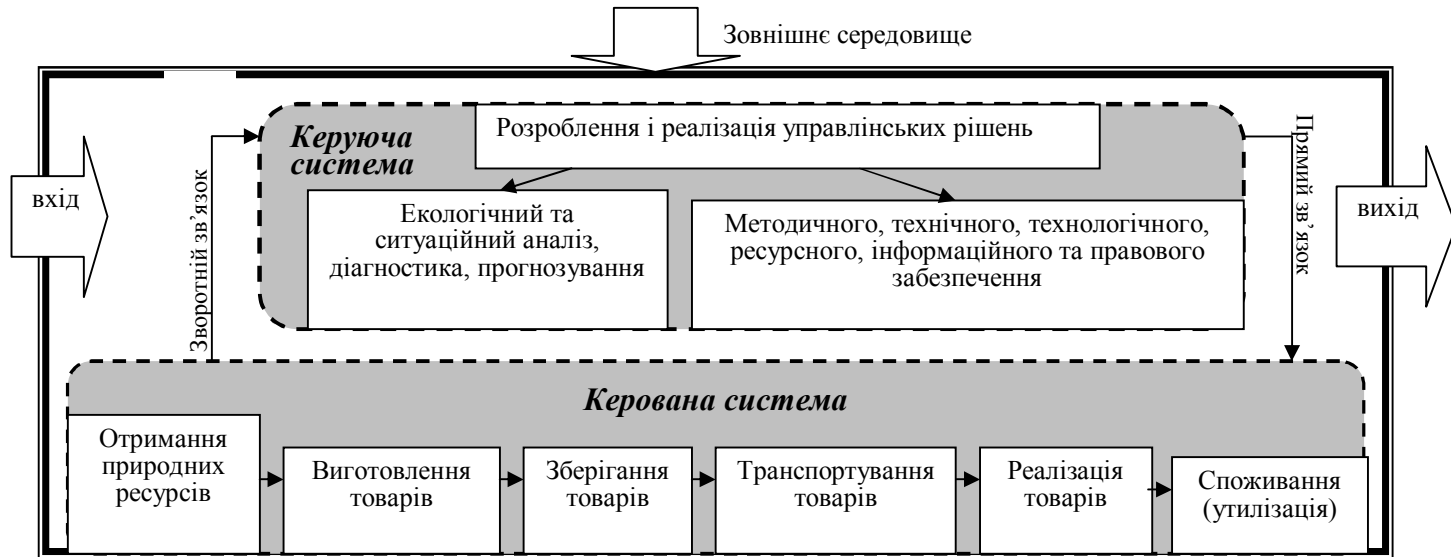 Зовнішнє середовище
Керуюча
система
Розроблення і реалізація управлінських рішень
Екологічний та
ситуаційний аналіз,
діагностика, прогнозування
Методичного, технічного, технологічного,
ресурсного, інформаційного та правового
забезпечення
вхід
Зворотній зв’язок
Прямий зв’язок
вихід
Керована система
Отримання
природних
ресурсів
Виготовлення
товарів
Зберігання
товарів
Транспортування
товарів
Реалізація
товарів
Споживання
(утилізація)